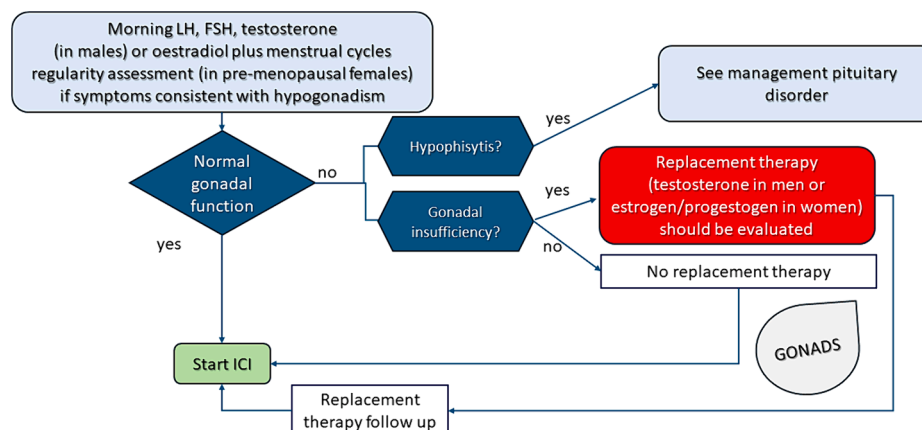 Morning LH, FSH, testosterone
(in males) or oestradiol plus menstrual cycles
regularity assessment (in pre-menopausal females)
if symptoms consistent with hypogonadism
See management pituitary
disorder
yes
Hypophisytis?
Normal
gonadal
function
no
Replacement therapy
(testosterone in men or
estrogen/progestogen in women)
should be evaluated
yes
Gonadal
insufficiency?
yes
no
No replacement therapy
GONADS
Start ICI
Replacement
therapy follow up